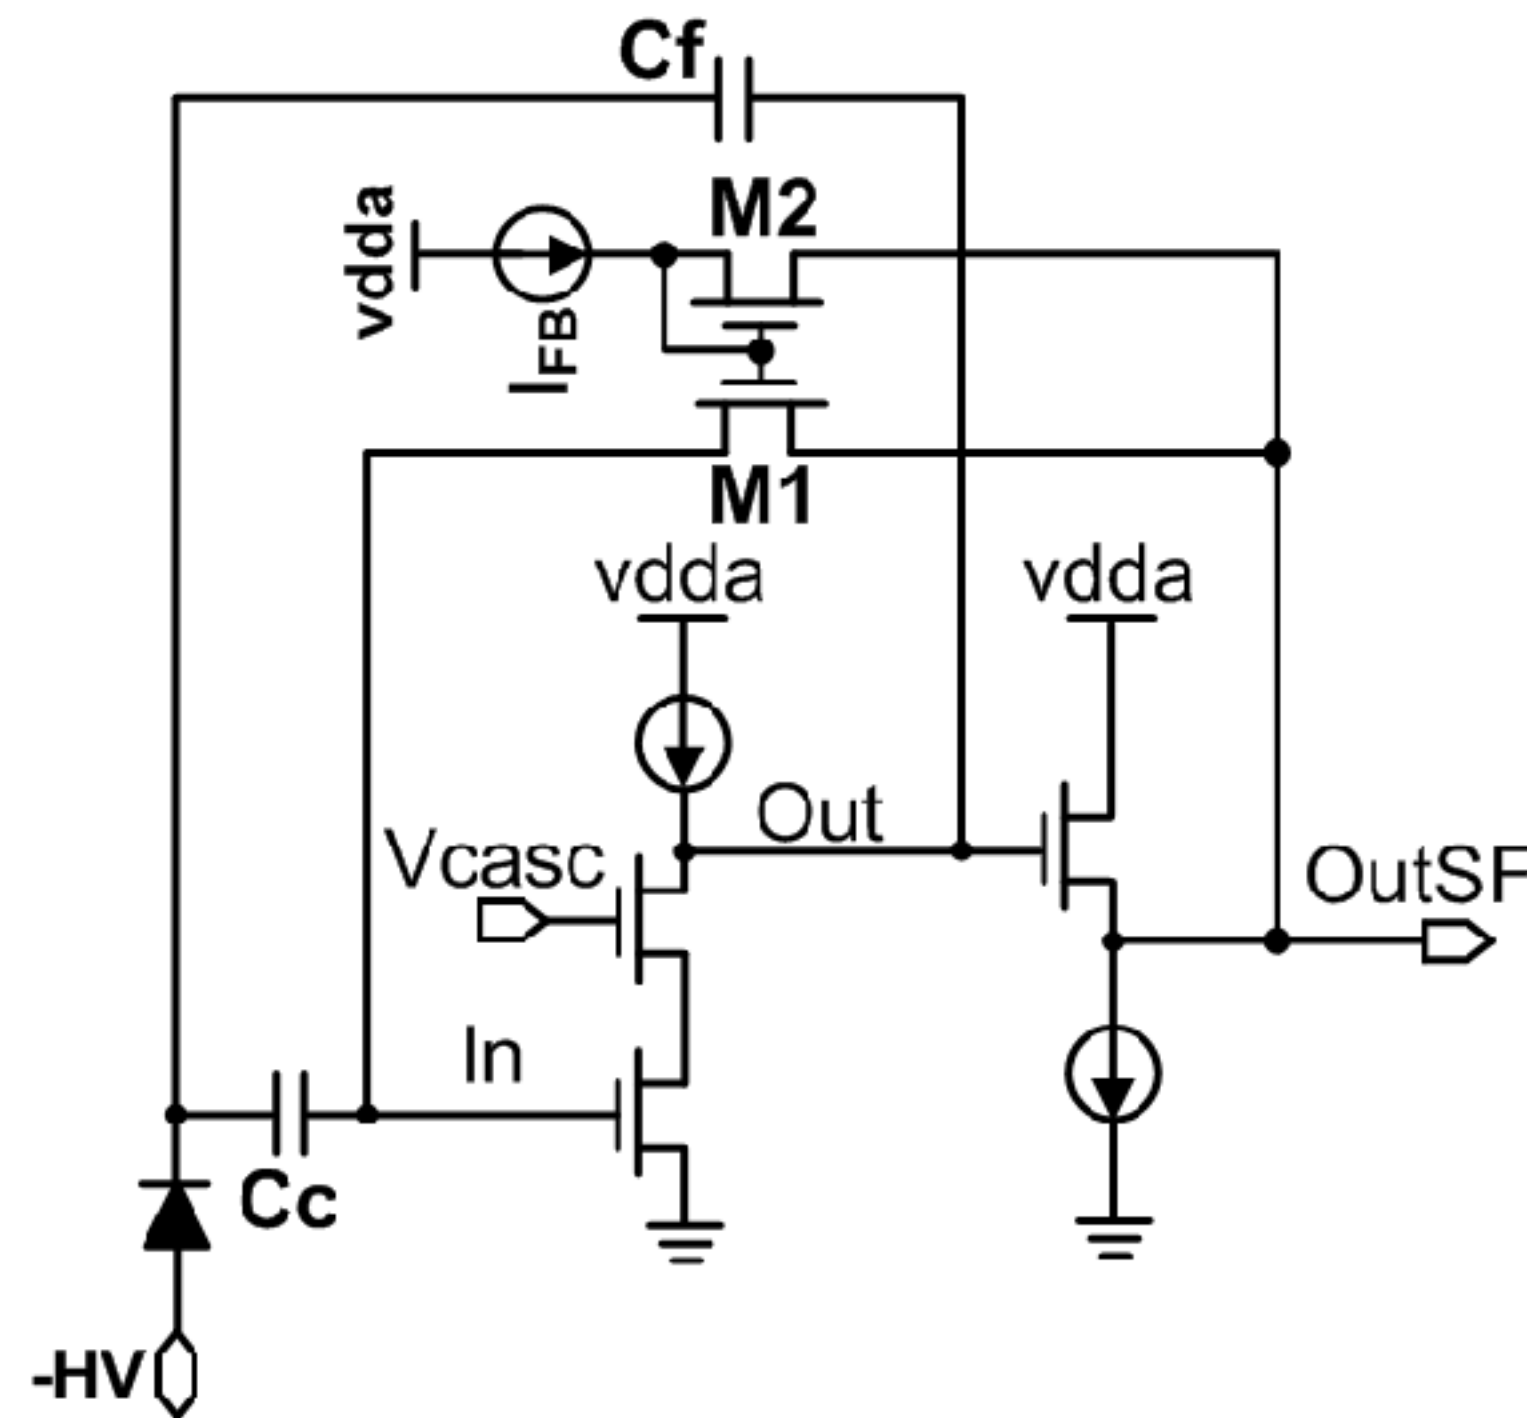 Cf
M2
vdda
IFB
M1
vdda
vdda
Out
Vcasc
OutSF
In
Cc
-HV